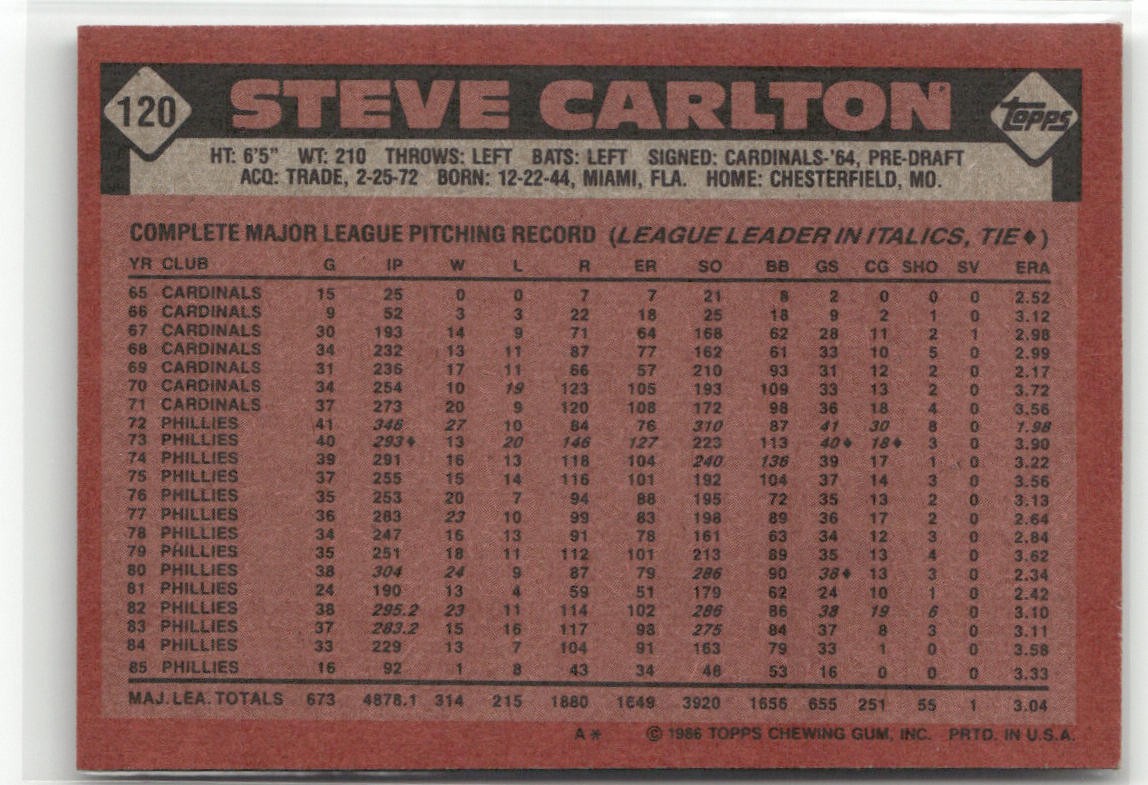 120 STEVE CARLTON Topps
HT: 6'5" WT: 210 THROWS: LEFT BATS: LEFT SIGNED: CARDINALS-'64, PRE-DRAFT
ACQ: TRADE, 2-25-72 BORN: 12-22-44, MIAMI, FLA. HOME: CHESTERFIELD, MO.
COMPLETE MAJOR LEAGUE PITCHING RECORD (LEAGUE LEADER IN ITALICS, TIE♦)
YR CLUB G IP W L R ER SO BB GS CG SHO SV ERA
65 CARDINALS 15 25 0 0 7 7 21 8 2 0 0 0 2.52
66 CARDINALS 9 52 3 3 22 18 25 18 9 2 1 0 3.12
67 CARDINALS 30 193 14 9 71 64 168 62 28 11 2 1 2.98
68 CARDINALS 34 232 13 11 87 77 162 61 33 10 5 0 2.99
69 CARDINALS 31 236 17 11 66 57 210 93 31 12 2 0 2.17
70 CARDINALS 34 254 10 19 123 105 193 109 33 13 2 0 3.72
71 CARDINALS 37 273 20 9 120 108 172 98 36 18 4 0 3.56
72 PHILLIES 41 346 27 10 84 76 310 87 41 30 8 0 1.98
73 PHILLIES 40 293♦ 13 20 146 127 223 113 40♦ 18♦ 3 0 3.90
74 PHILLIES 39 291 16 13 118 104 240 136 39 17 1 0 3.22
75 PHILLIES 37 255 15 14 116 101 192 104 37 14 3 0 3.56
76 PHILLIES 35 253 20 7 94 88 195 72 35 13 2 0 3.13
77 PHILLIES 36 283 23 10 99 83 198 89 36 17 2 0 2.64
78 PHILLIES 34 247 16 13 91 78 161 63 34 12 3 0 2.84
79 PHILLIES 35 251 18 11 112 101 213 89 35 13 4 0 3.62
80 PHILLIES 38 304 24 9 87 79 286 90 38♦ 13 3 0 2.34
81 PHILLIES 24 190 13 4 59 51 179 62 24 10 1 0 2.42
82 PHILLIES 38 295.2 23 11 114 102 286 86 38 19 6 0 3.10
83 PHILLIES 37 283.2 15 16 117 98 275 84 37 8 3 0 3.11
84 PHILLIES 33 229 13 7 104 91 163 79 33 1 0 0 3.58
85 PHILLIES 16 92 1 8 43 34 48 53 16 0 0 0 3.33
MAJ. LEA. TOTALS 673 4878.1 314 215 1880 1649 3920 1656 655 251 55 1 3.04
A* © 1986 TOPPS CHEWING GUM, INC. PRTD. IN U.S.A.